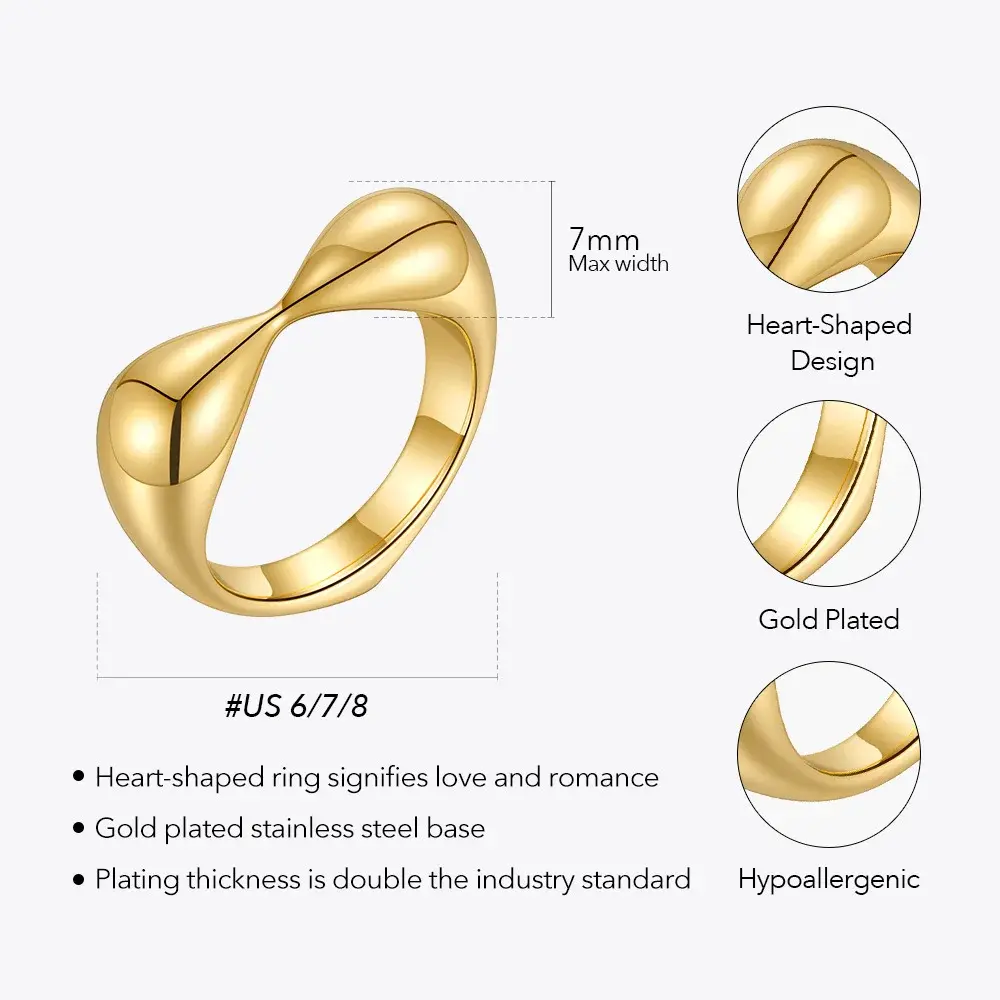 7mm
Max width
Heart-Shaped
Design
Gold Plated
#US 6/7/8
• Heart-shaped ring signifies love and romance
• Gold plated stainless steel base
• Plating thickness is double the industry standard
Hypoallergenic